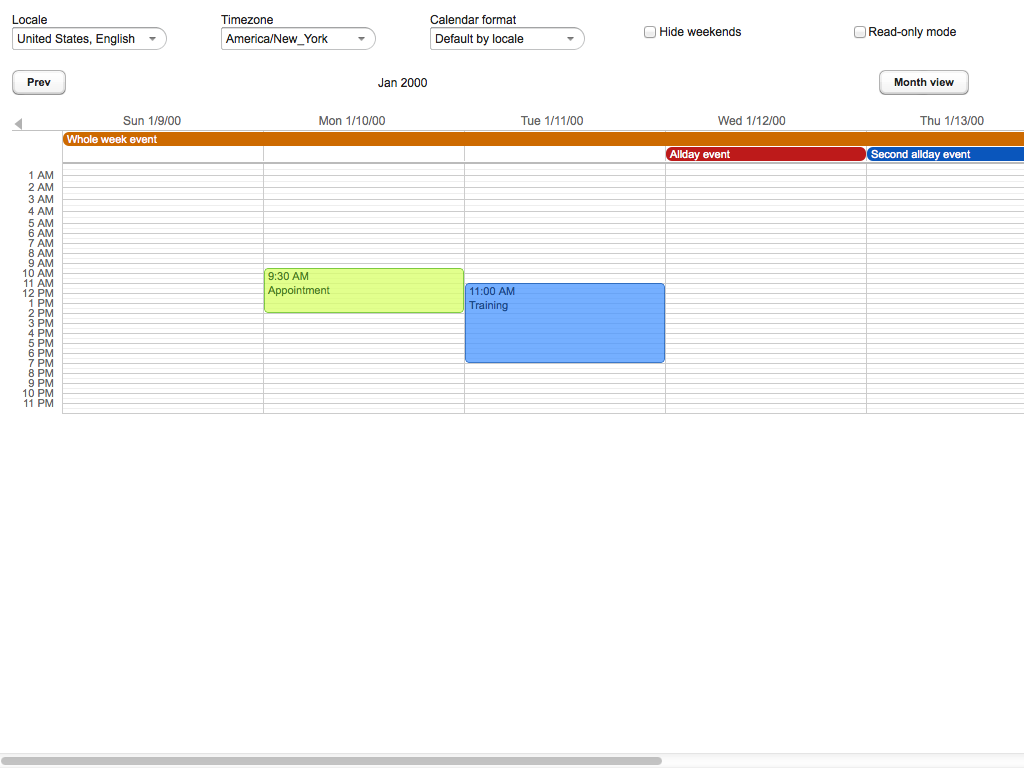 Locale
Timezone
Calendar format
United States, English
America/New_York
Default by locale
Hide weekends
Read-only mode
Prev
Jan 2000
Month view
Sun 1/9/00
Mon 1/10/00
Tue 1/11/00
Wed 1/12/00
Thu 1/13/00
Whole week event
Allday event
Second allday event
1 AM
2 AM
3 AM
4 AM
5 AM
6 AM
7 AM
8 AM
9 AM
10 AM
11 AM
12 PM
1 PM
2 PM
3 PM
4 PM
5 PM
6 PM
7 PM
8 PM
9 PM
10 PM
11 PM
9:30 AM
Appointment
11:00 AM
Training